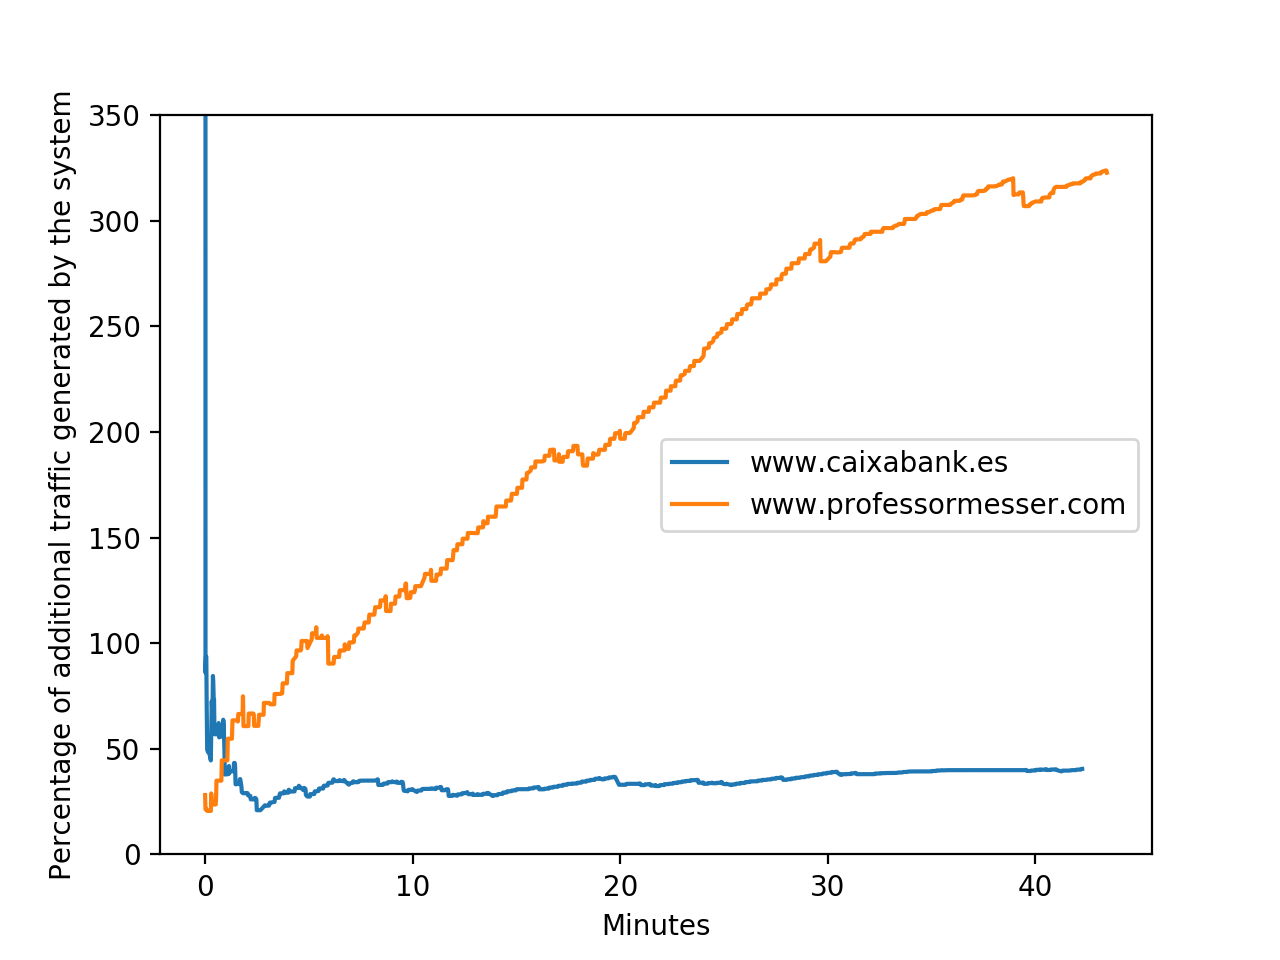 Percentage of additional traffic generated by the system
350
300
250
200
150
100
50
0
www.caixabank.es
www.professormesser.com
0 10 20 30 40
Minutes